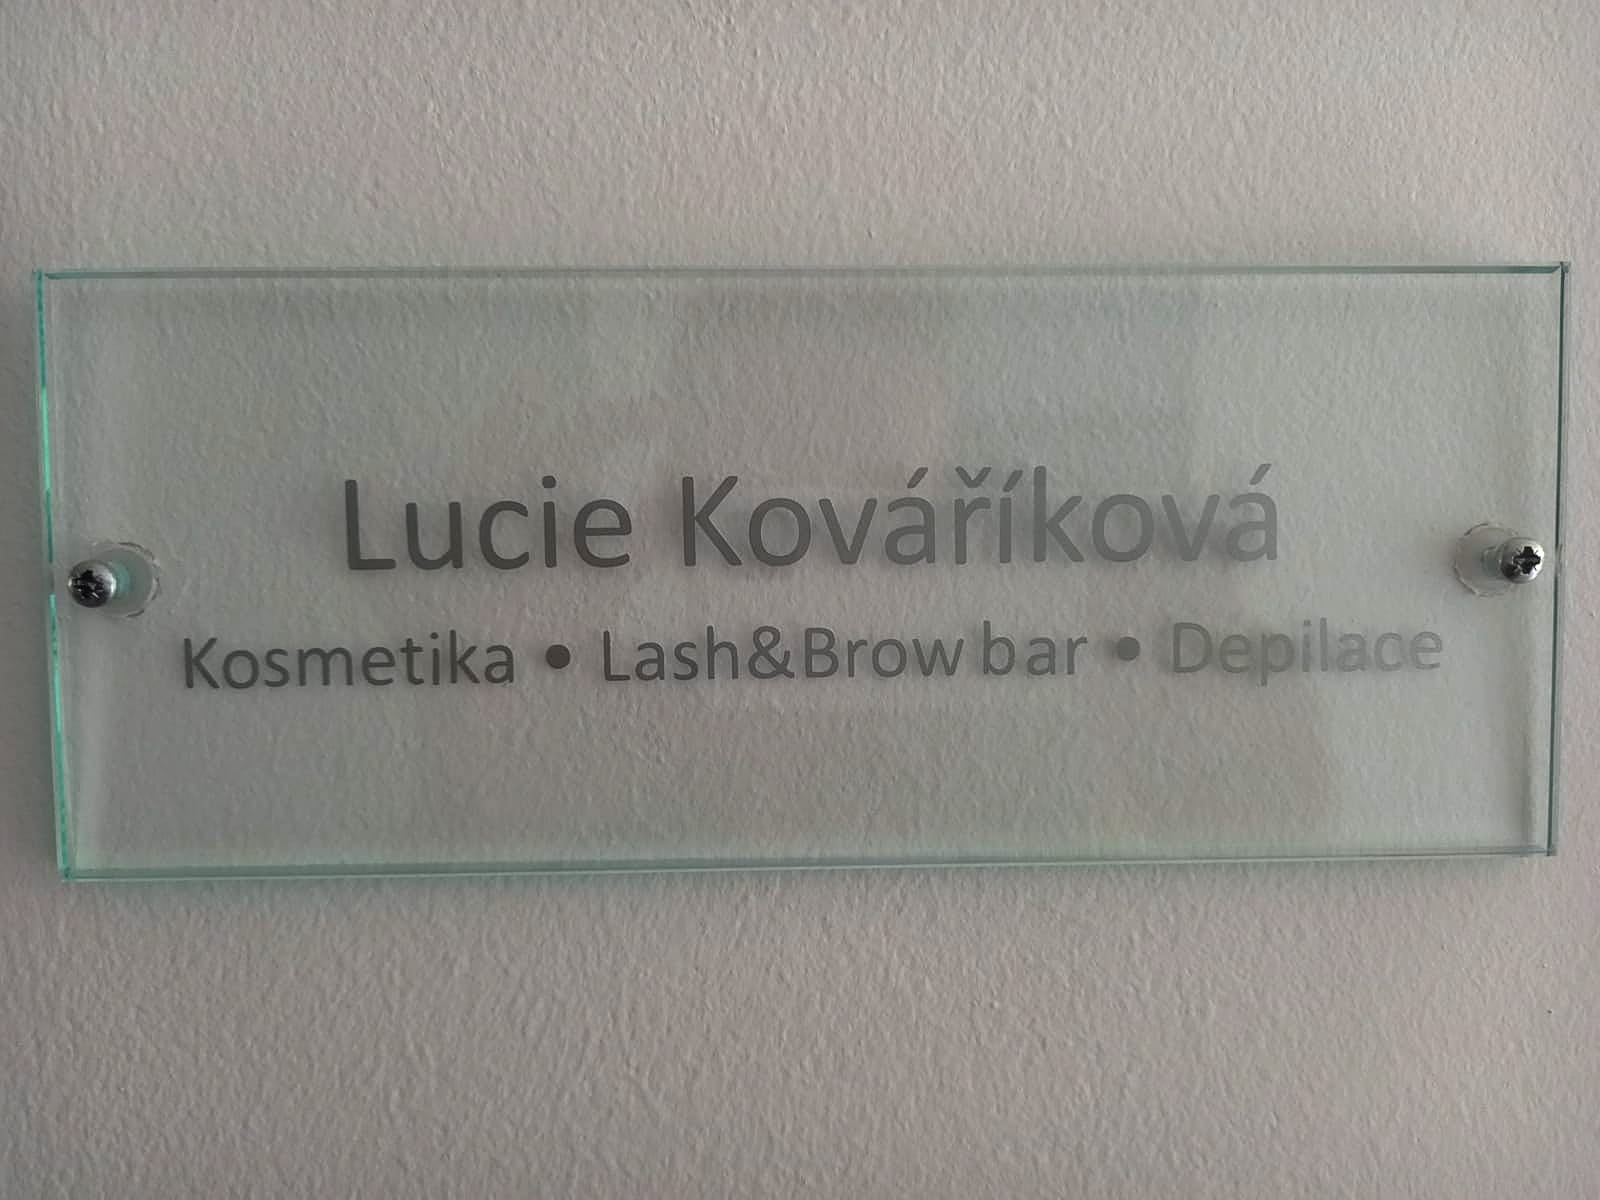 Lucie Kováříková
Kosmetika • Lash&Brow bar • Depilace